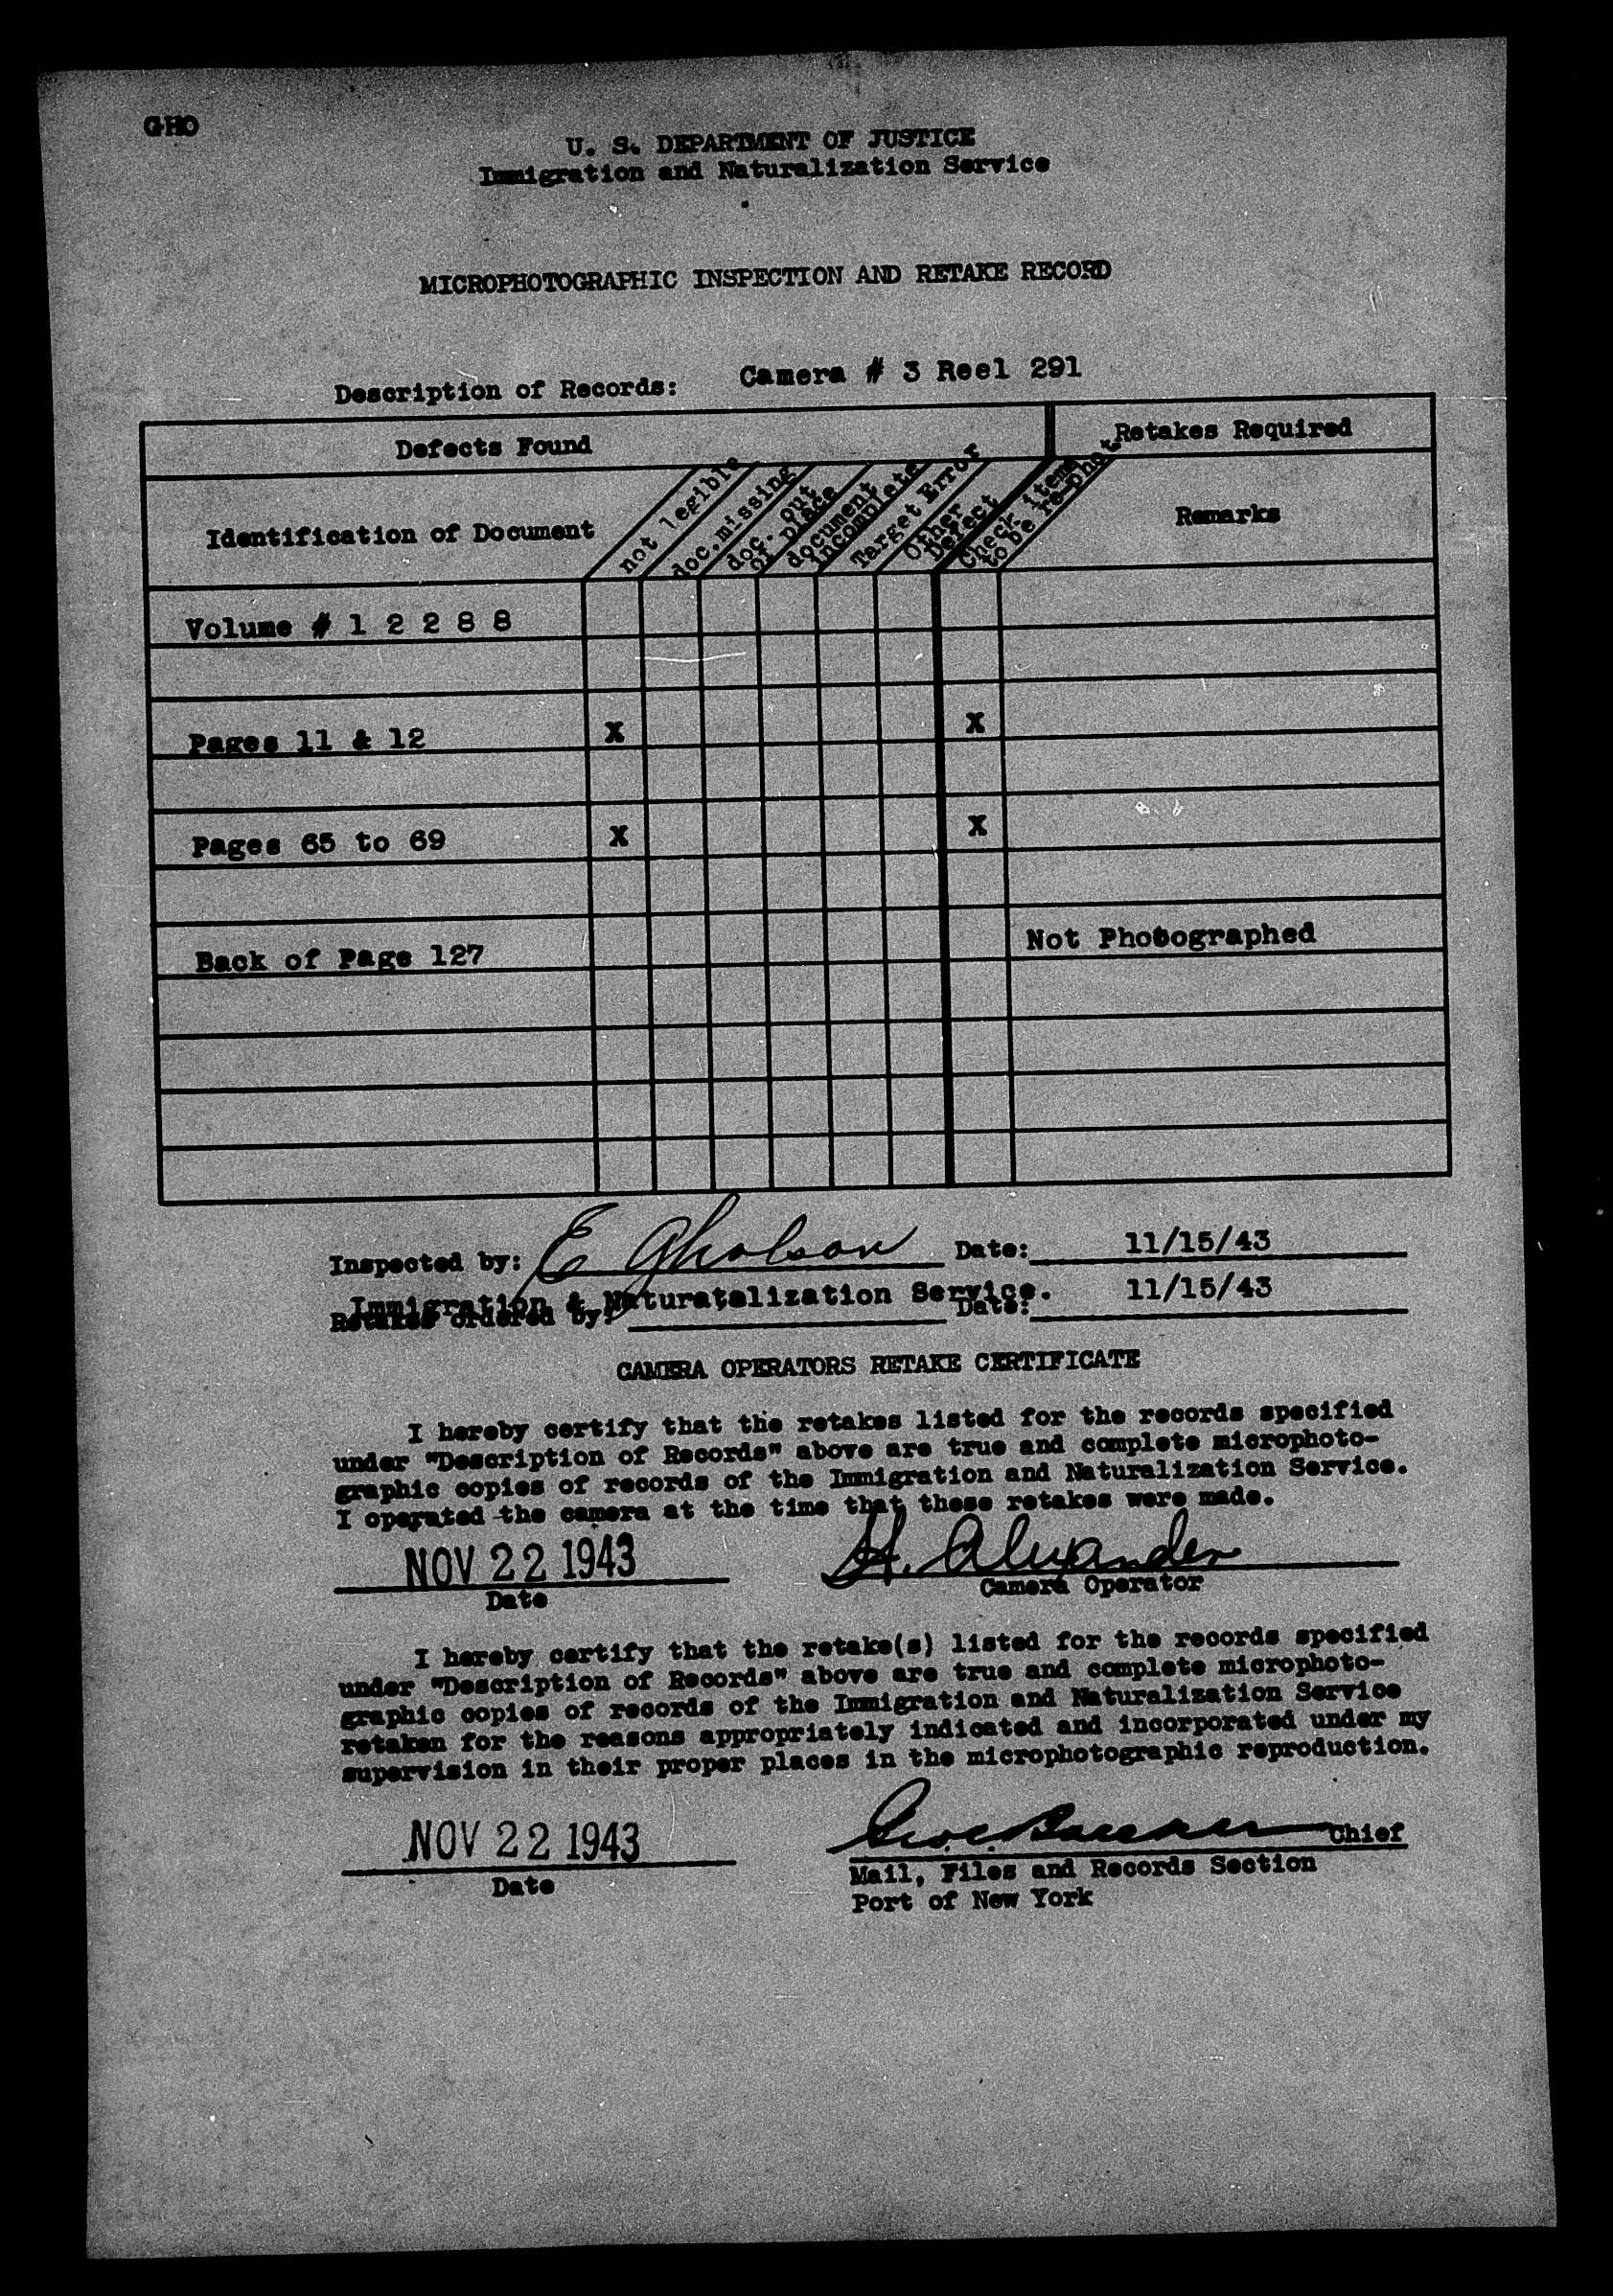 GHO
U. S. DEPARTMENT OF JUSTICE
Immigration and Naturalization Service
MICROPHOTOGRAPHIC INSPECTION AND RETAKE RECORD
Description of Records: Camera # 3 Reel 291
Defects Found
Retakes Required
Identification of Document
not legible
doc.missing
doc. out
of place
document
incomplete
Target Error
Other
Defect
Check items
to be re-phot.
Remarks
Volume # 1 2 2 8 8
Pages 11 & 12 X X
Pages 65 to 69 X X
Back of Page 127 Not Photographed
Inspected by: E Gholson Date: 11/15/43
Immigration & Naturatalization Service. 11/15/43
Retakes ordered by: Date:
CAMERA OPERATORS RETAKE CERTIFICATE
I hereby certify that the retakes listed for the records specified
under "Description of Records" above are true and complete microphoto-
graphic copies of records of the Immigration and Naturalization Service.
I operated the camera at the time that these retakes were made.
NOV 22 1943 H. Alexander
Date Camera Operator
I hereby certify that the retake(s) listed for the records specified
under "Description of Records" above are true and complete microphoto-
graphic copies of records of the Immigration and Naturalization Service
retaken for the reasons appropriately indicated and incorporated under my
supervision in their proper places in the microphotographic reproduction.
NOV 22 1943 Chief
Date
Mail, Files and Records Section
Port of New York